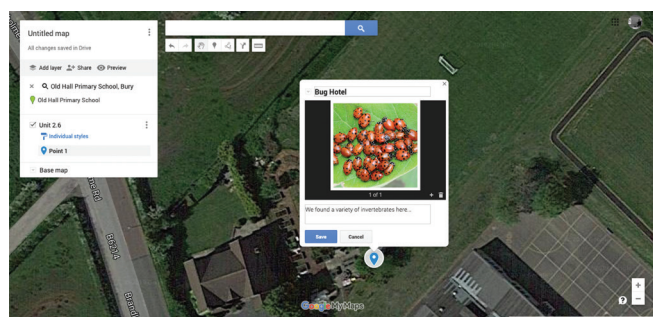 Untitled map
All changes saved in Drive
Add layer Share Preview
Old Hall Primary School, Bury
Old Hall Primary School
Unit 2.6
Individual styles
Point 1
Base map
Bug Hotel
1 of 1
We found a variety of invertebrates here...
Save Cancel
B6214
Google My Maps